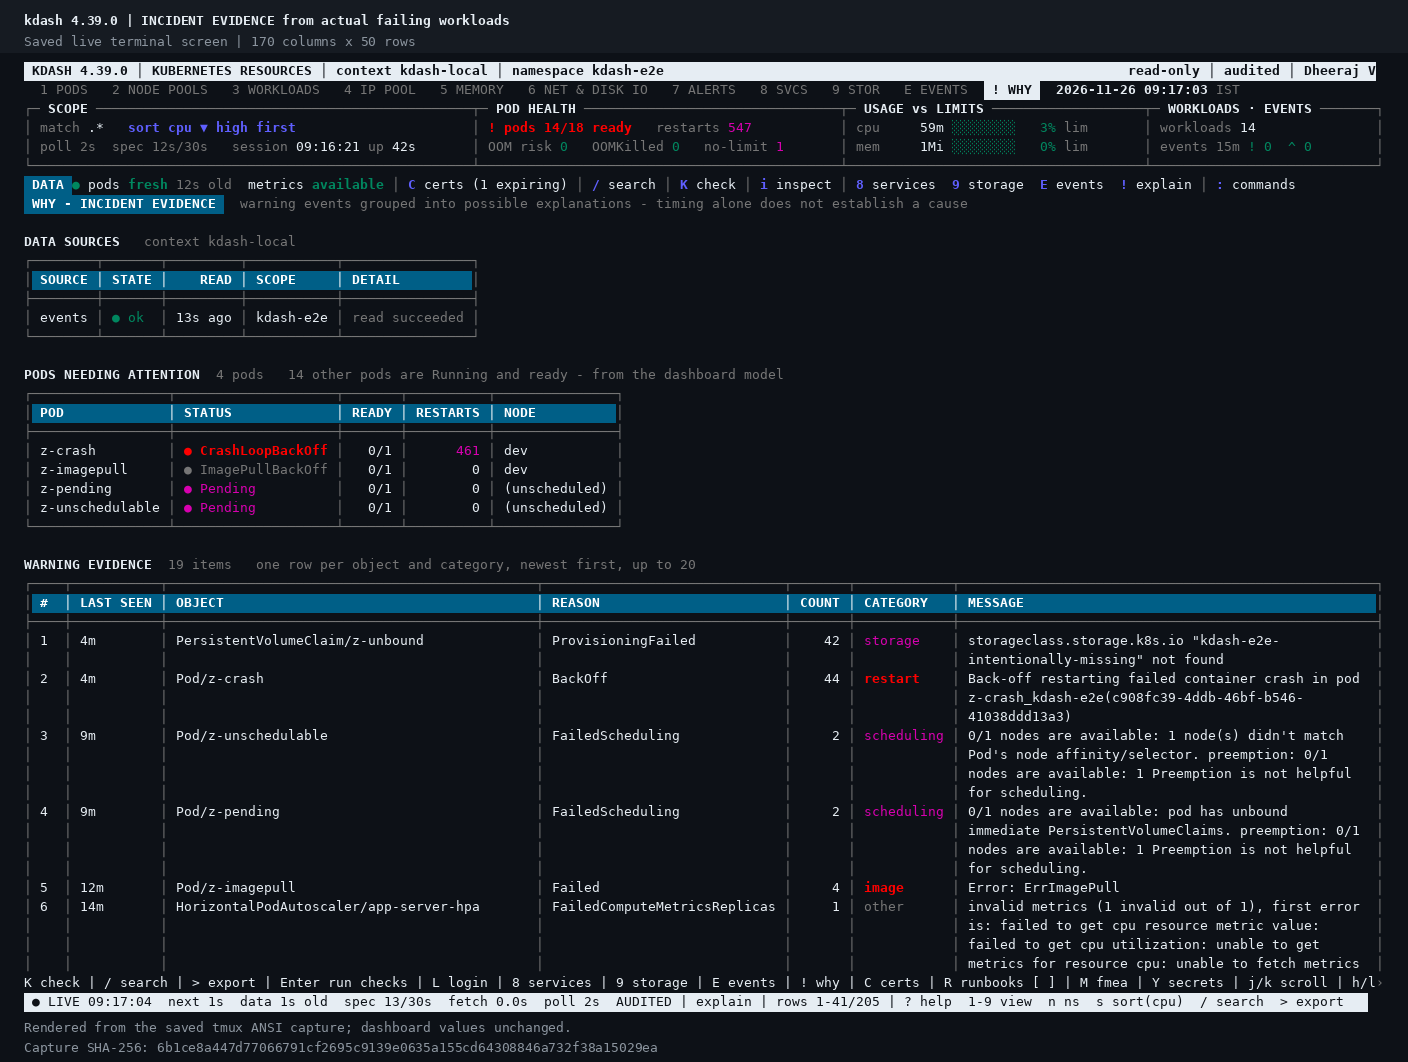 kdash 4.39.0 | INCIDENT EVIDENCE from actual failing workloads
Saved live terminal screen | 170 columns x 50 rows
KDASH 4.39.0 │ KUBERNETES RESOURCES │ context kdash-local │ namespace kdash-e2e read-only │ audited │ Dheeraj V
1 PODS 2 NODE POOLS 3 WORKLOADS 4 IP POOL 5 MEMORY 6 NET & DISK IO 7 ALERTS 8 SVCS 9 STOR E EVENTS ! WHY 2026-11-26 09:17:03 IST
SCOPE POD HEALTH USAGE vs LIMITS WORKLOADS · EVENTS
match .* sort cpu ▼ high first │ ! pods 14/18 ready restarts 547 │ cpu 59m ░░░░░░░░ 3% lim │ workloads 14
poll 2s spec 12s/30s session 09:16:21 up 42s │ OOM risk 0 OOMKilled 0 no-limit 1 │ mem 1Mi ░░░░░░░░ 0% lim │ events 15m ! 0 ^ 0
DATA ● pods fresh 12s old metrics available │ C certs (1 expiring) │ / search │ K check │ i inspect │ 8 services 9 storage E events ! explain │ : commands
WHY - INCIDENT EVIDENCE warning events grouped into possible explanations - timing alone does not establish a cause
DATA SOURCES context kdash-local
SOURCE │ STATE │ READ │ SCOPE │ DETAIL
events │ ● ok │ 13s ago │ kdash-e2e │ read succeeded
PODS NEEDING ATTENTION 4 pods 14 other pods are Running and ready - from the dashboard model
POD │ STATUS │ READY │ RESTARTS │ NODE
z-crash │ ● CrashLoopBackOff │ 0/1 │ 461 │ dev
z-imagepull │ ● ImagePullBackOff │ 0/1 │ 0 │ dev
z-pending │ ● Pending │ 0/1 │ 0 │ (unscheduled)
z-unschedulable │ ● Pending │ 0/1 │ 0 │ (unscheduled)
WARNING EVIDENCE 19 items one row per object and category, newest first, up to 20
# │ LAST SEEN │ OBJECT │ REASON │ COUNT │ CATEGORY │ MESSAGE
1 │ 4m │ PersistentVolumeClaim/z-unbound │ ProvisioningFailed │ 42 │ storage │ storageclass.storage.k8s.io "kdash-e2e-
intentionally-missing" not found
2 │ 4m │ Pod/z-crash │ BackOff │ 44 │ restart │ Back-off restarting failed container crash in pod
z-crash_kdash-e2e(c908fc39-4ddb-46bf-b546-
41038ddd13a3)
3 │ 9m │ Pod/z-unschedulable │ FailedScheduling │ 2 │ scheduling │ 0/1 nodes are available: 1 node(s) didn't match
Pod's node affinity/selector. preemption: 0/1
nodes are available: 1 Preemption is not helpful
for scheduling.
4 │ 9m │ Pod/z-pending │ FailedScheduling │ 2 │ scheduling │ 0/1 nodes are available: pod has unbound
immediate PersistentVolumeClaims. preemption: 0/1
nodes are available: 1 Preemption is not helpful
for scheduling.
5 │ 12m │ Pod/z-imagepull │ Failed │ 4 │ image │ Error: ErrImagePull
6 │ 14m │ HorizontalPodAutoscaler/app-server-hpa │ FailedComputeMetricsReplicas │ 1 │ other │ invalid metrics (1 invalid out of 1), first error
is: failed to get cpu resource metric value:
failed to get cpu utilization: unable to get
metrics for resource cpu: unable to fetch metrics
K check | / search | > export | Enter run checks | L login | 8 services | 9 storage | E events | ! why | C certs | R runbooks [ ] | M fmea | Y secrets | j/k scroll | h/l›
● LIVE 09:17:04 next 1s data 1s old spec 13/30s fetch 0.0s poll 2s AUDITED | explain | rows 1-41/205 | ? help 1-9 view n ns s sort(cpu) / search > export
Rendered from the saved tmux ANSI capture; dashboard values unchanged.
Capture SHA-256: 6b1ce8a447d77066791cf2695c9139e0635a155cd64308846a732f38a15029ea